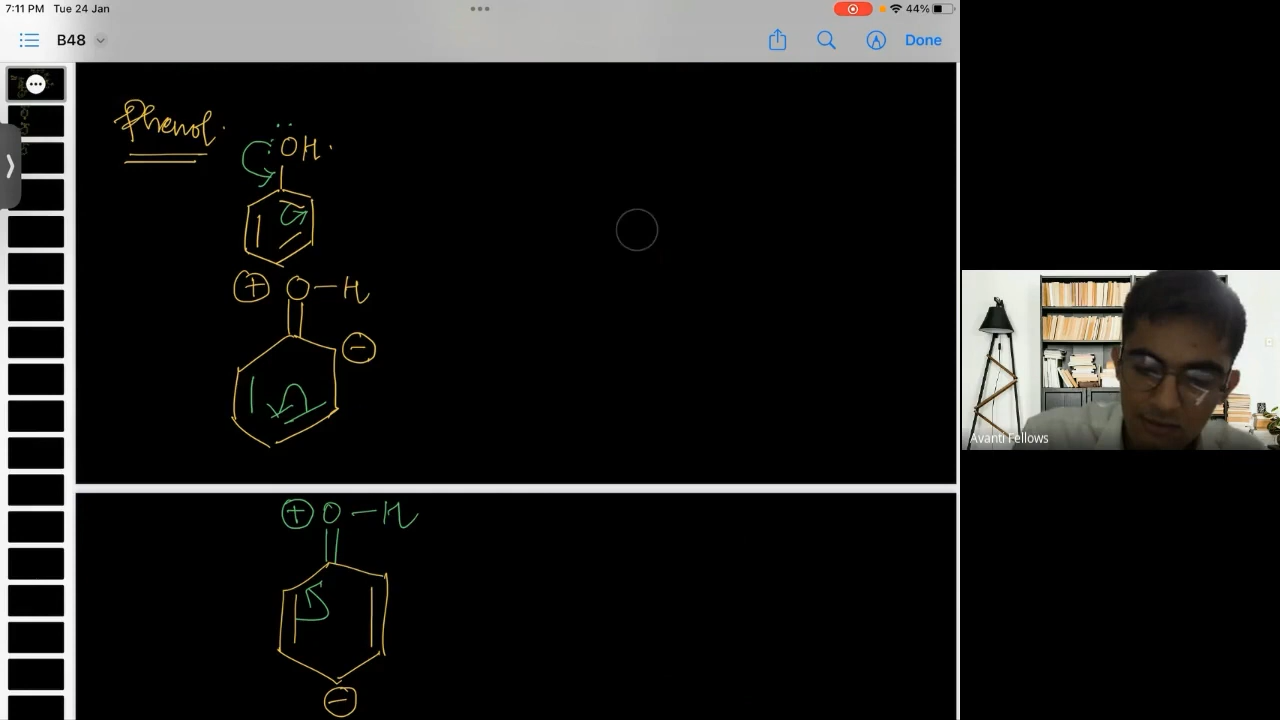 7:11 PM Tue 24 Jan
44%
B48
Done
Phenol.
:OH.
+ O-H
-
+ O-H
-
Avanti Fellows